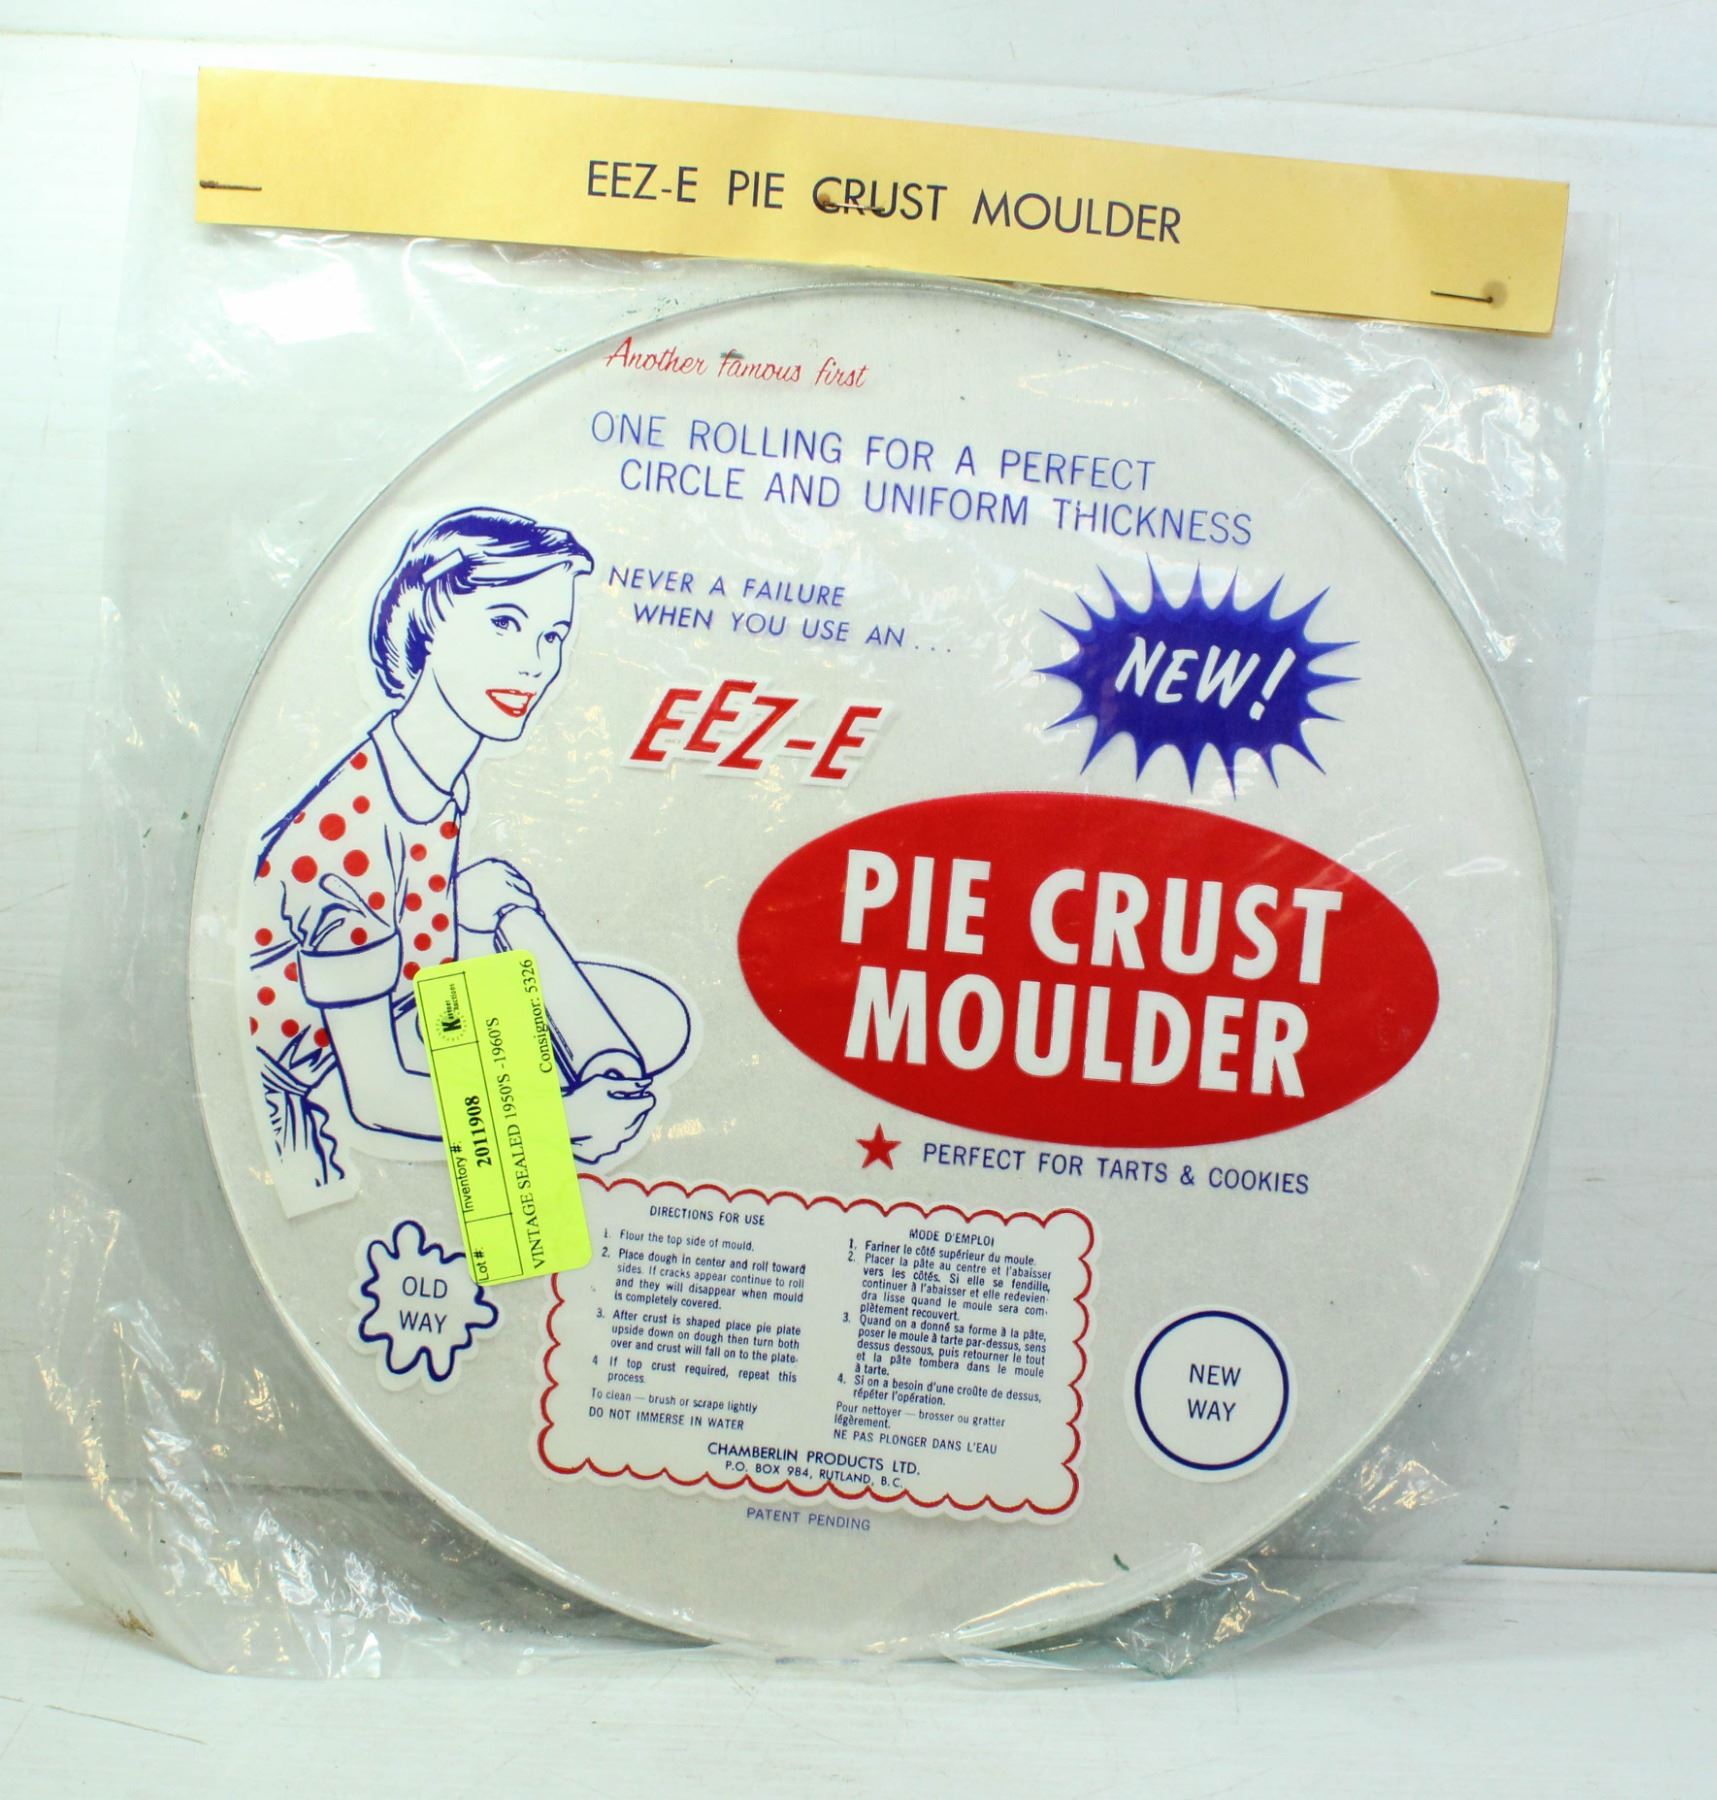 EEZ-E PIE CRUST MOULDER
Another famous first
ONE ROLLING FOR A PERFECT
CIRCLE AND UNIFORM THICKNESS
NEVER A FAILURE
WHEN YOU USE AN...
EEZ-E
NEW!
PIE CRUST
MOULDER
★ PERFECT FOR TARTS & COOKIES
Lot #:
Inventory #:
2011908
VINTAGE SEALED 1950'S -1960'S
Consignor: 5326
OLD
WAY
DIRECTIONS FOR USE
1. Flour the top side of mould.
2. Place dough in center and roll toward
sides. If cracks appear continue to roll
and they will disappear when mould
is completely covered.
3. After crust is shaped place pie plate
upside down on dough then turn both
over and crust will fall on to the plate.
4 If top crust required, repeat this
process.
To clean — brush or scrape lightly
DO NOT IMMERSE IN WATER
MODE D'EMPLOI
1. Fariner le côté supérieur du moule.
2. Placer la pâte au centre et l'abaisser
vers les côtés. Si elle se fendille,
continuer à l'abaisser et elle redevien-
dra lisse quand le moule sera com-
plètement recouvert.
3. Quand on a donné sa forme à la pâte,
poser le moule à tarte par-dessus, sens
dessus dessous, puis retourner le tout
et la pâte tombera dans le moule
à tarte.
4. Si on a besoin d'une croûte de dessus,
répéter l'opération.
Pour nettoyer — brosser ou gratter
légèrement.
NE PAS PLONGER DANS L'EAU
CHAMBERLIN PRODUCTS LTD.
P.O. BOX 984, RUTLAND, B.C.
NEW
WAY
PATENT PENDING